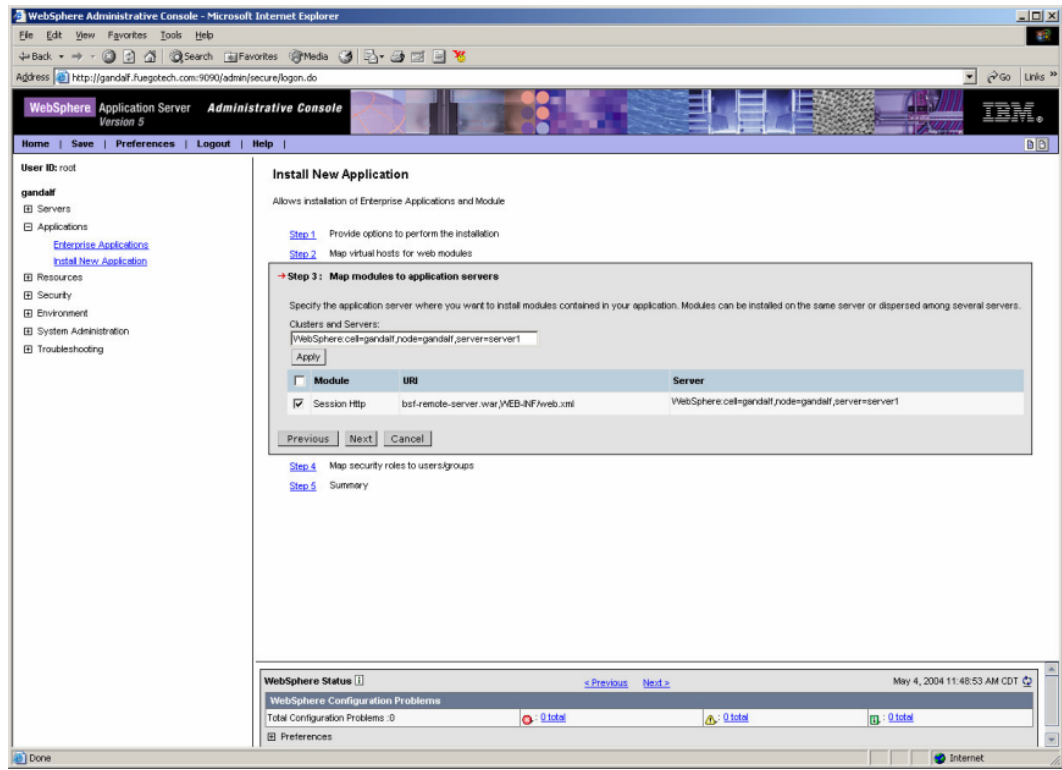 WebSphere Administrative Console - Microsoft Internet Explorer
File Edit View Favorites Tools Help
Back Search Favorites Media
Address http://gandalf.fuegotech.com:9090/admin/secure/logon.do Go Links »
WebSphere Application Server Administrative Console
Version 5
IBM.
Home | Save | Preferences | Logout | Help |
User ID: root
gandalf
Servers
Applications
Enterprise Applications
Install New Application
Resources
Security
Environment
System Administration
Troubleshooting
Install New Application
Allows installation of Enterprise Applications and Module
Step 1 Provide options to perform the installation
Step 2 Map virtual hosts for web modules
→ Step 3 : Map modules to application servers
Specify the application server where you want to install modules contained in your application. Modules can be installed on the same server or dispersed among several servers.
Clusters and Servers:
WebSphere:cell=gandalf,node=gandalf,server=server1
Apply
Module URI Server
Session Http bsf-remote-server.war,WEB-INF/web.xml WebSphere:cell=gandalf,node=gandalf,server=server1
Previous Next Cancel
Step 4 Map security roles to users/groups
Step 5 Summary
WebSphere Status i < Previous Next > May 4, 2004 11:48:53 AM CDT
WebSphere Configuration Problems
Total Configuration Problems :0 : 0 total : 0 total : 0 total
Preferences
Done Internet